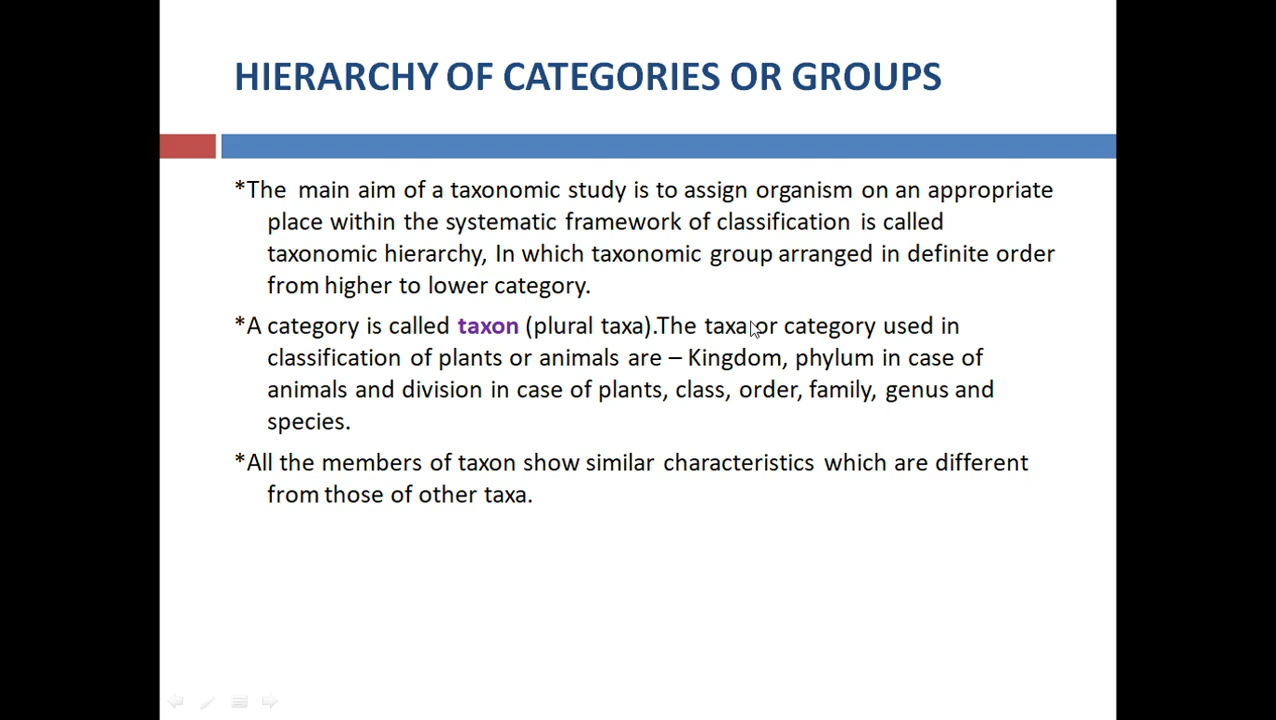 HIERARCHY OF CATEGORIES OR GROUPS
*The main aim of a taxonomic study is to assign organism on an appropriate
place within the systematic framework of classification is called
taxonomic hierarchy, In which taxonomic group arranged in definite order
from higher to lower category.
*A category is called taxon (plural taxa).The taxa or category used in
classification of plants or animals are – Kingdom, phylum in case of
animals and division in case of plants, class, order, family, genus and
species.
*All the members of taxon show similar characteristics which are different
from those of other taxa.